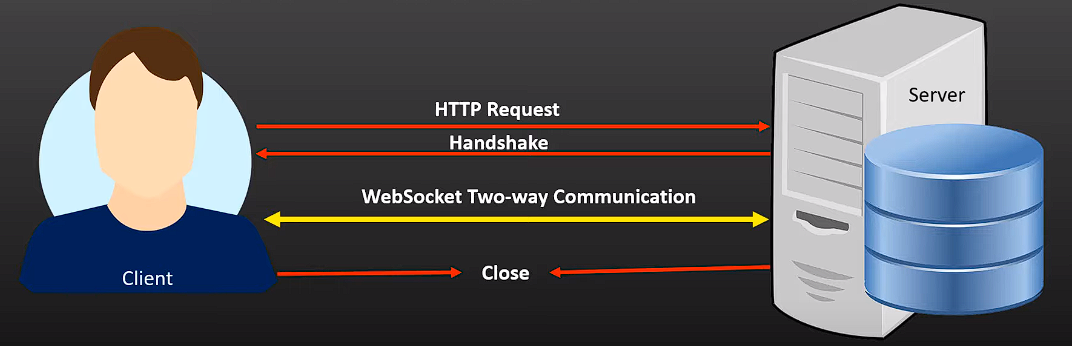 HTTP Request
Server
Handshake
WebSocket Two-way Communication
Client
Close